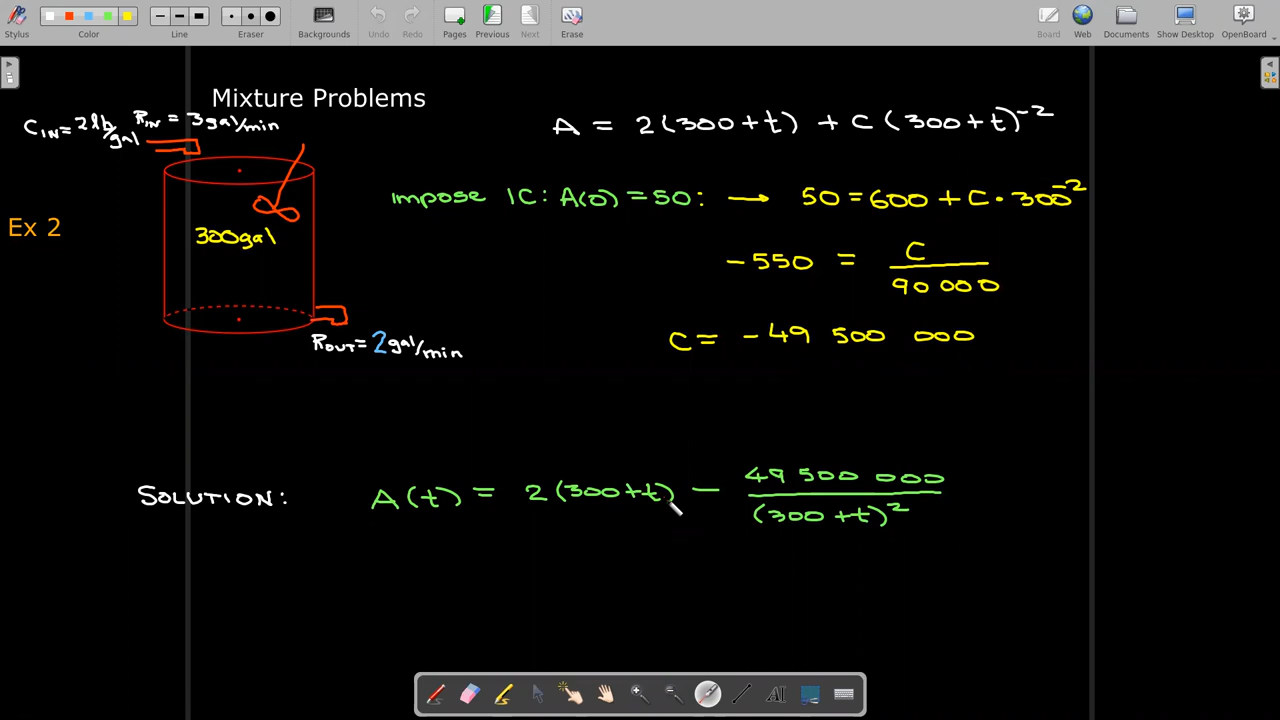 Stylus Color Line Eraser Backgrounds Undo Redo Pages Previous Next Erase Board Web Documents Show Desktop OpenBoard
Mixture Problems
C_IN = 2 lb/gal R_IN = 3 gal/min
A = 2(300+t) + C(300+t)^-2
impose IC: A(0) = 50: → 50 = 600 + C • 300^-2
Ex 2
300 gal
-550 = C/90 000
R_OUT = 2 gal/min
C = -49 500 000
SOLUTION: A(t) = 2(300+t) - 49 500 000/(300+t)^2
AI